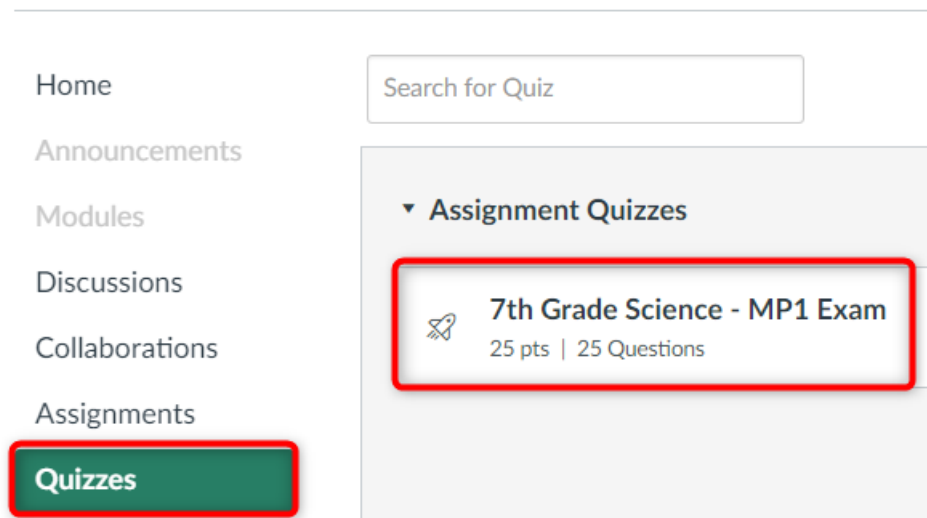 Home
Announcements
Modules
Discussions
Collaborations
Assignments
Quizzes
Search for Quiz
Assignment Quizzes
7th Grade Science - MP1 Exam
25 pts | 25 Questions